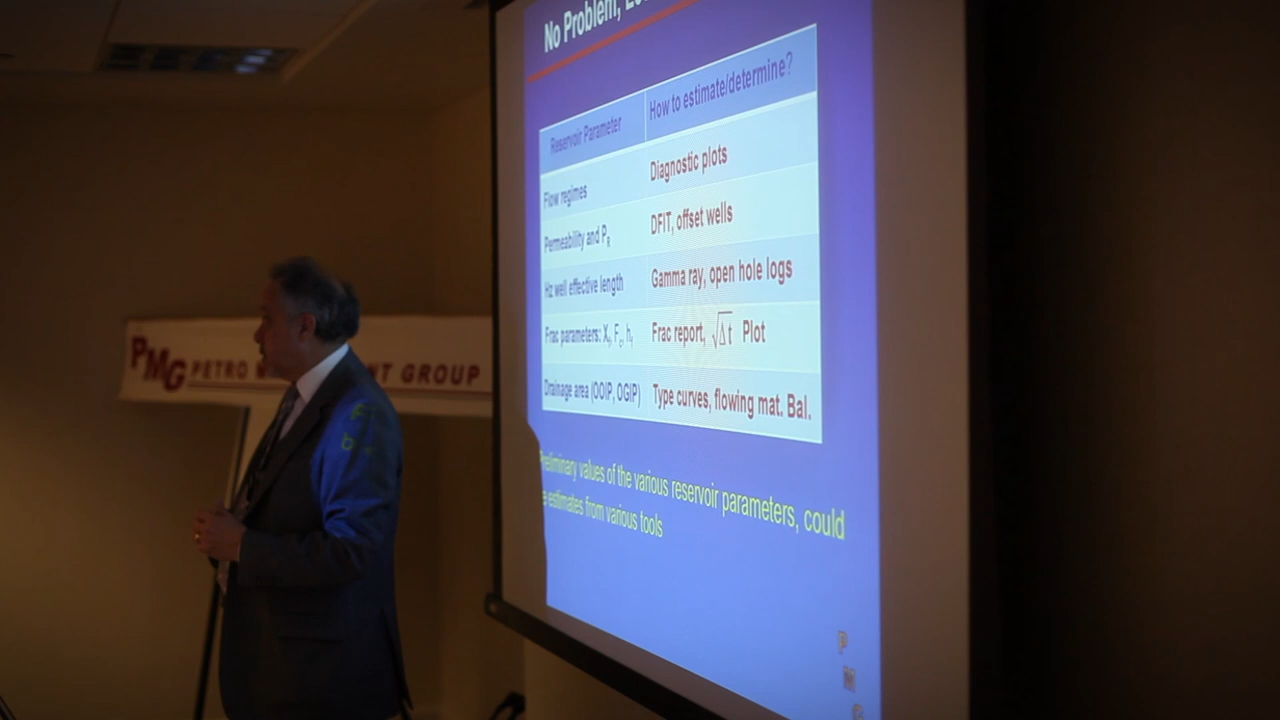 No Problem,
Reservoir Parameter How to estimate/determine?
Flow regimes Diagnostic plots
Permeability and PR DFIT, offset wells
Hz well effective length Gamma ray, open hole logs
Frac parameters: Xf, Fc, hf Frac report, √Δt Plot
Drainage area (OOIP, OGIP) Type curves, flowing mat. Bal.
Preliminary values of the various reservoir parameters, could
e estimates from various tools
PMG PETRO NT GROUP
P
M